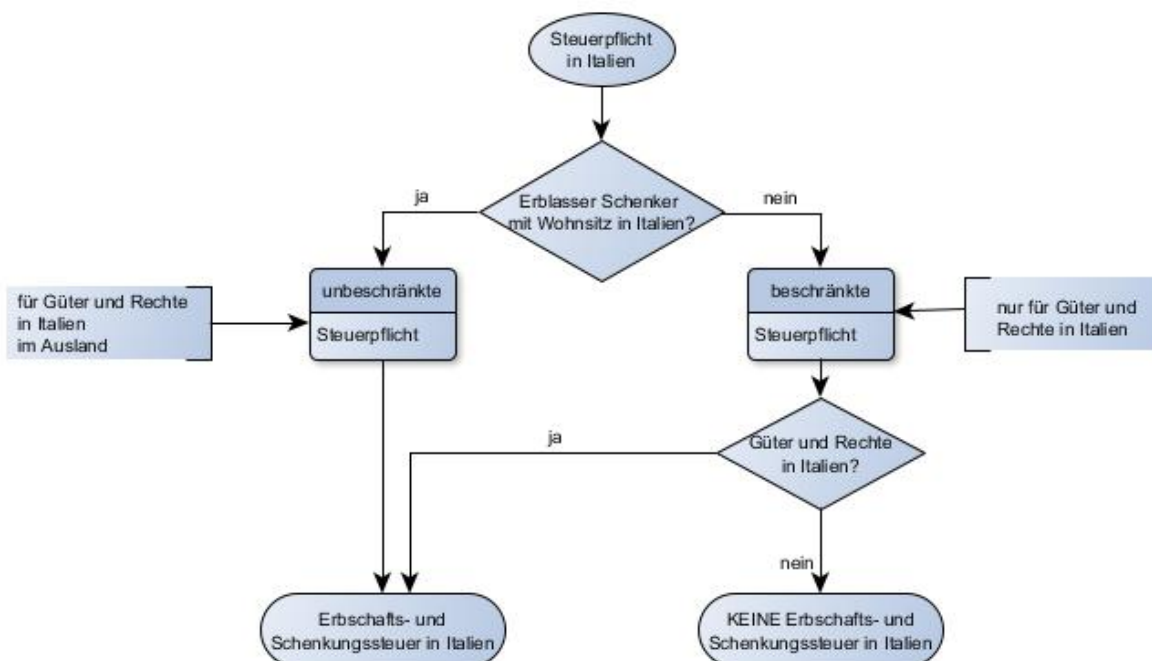 Steuerpflicht
in Italien
ja
Erblasser Schenker
mit Wohnsitz in Italien?
nein
für Güter und Rechte
in Italien
im Ausland
unbeschränkte
Steuerpflicht
beschränkte
Steuerpflicht
nur für Güter und
Rechte in Italien
ja
Güter und Rechte
in Italien?
nein
Erbschafts- und
Schenkungssteuer in Italien
KEINE Erbschafts- und
Schenkungssteuer in Italien